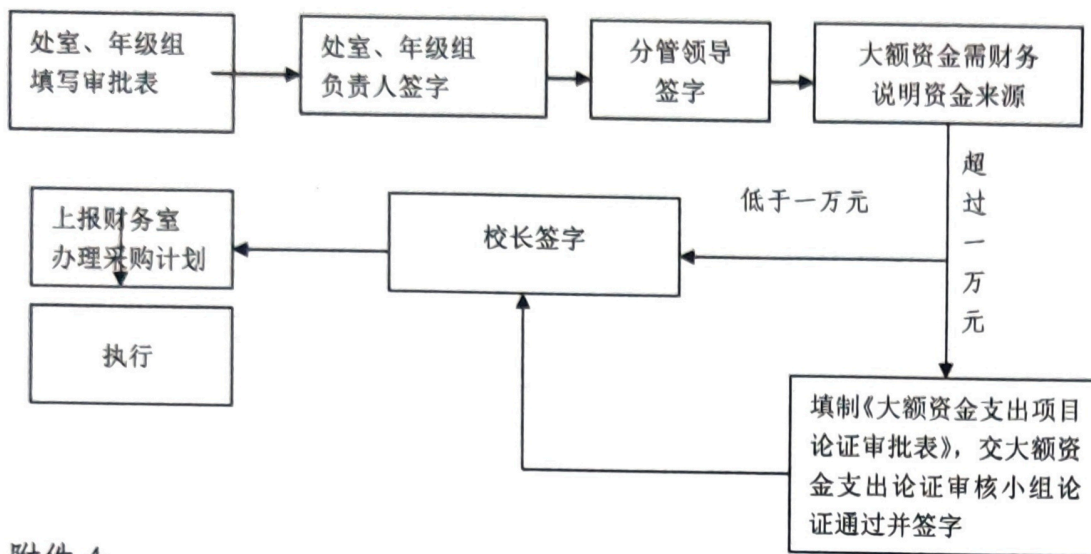 处室、年级组
填写审批表
处室、年级组
负责人签字
分管领导
签字
大额资金需财务
说明资金来源
超过一万元
低于一万元
校长签字
上报财务室
办理采购计划
执行
填制《大额资金支出项目
论证审批表》，交大额资
金支出论证审核小组论
证通过并签字
附件 4